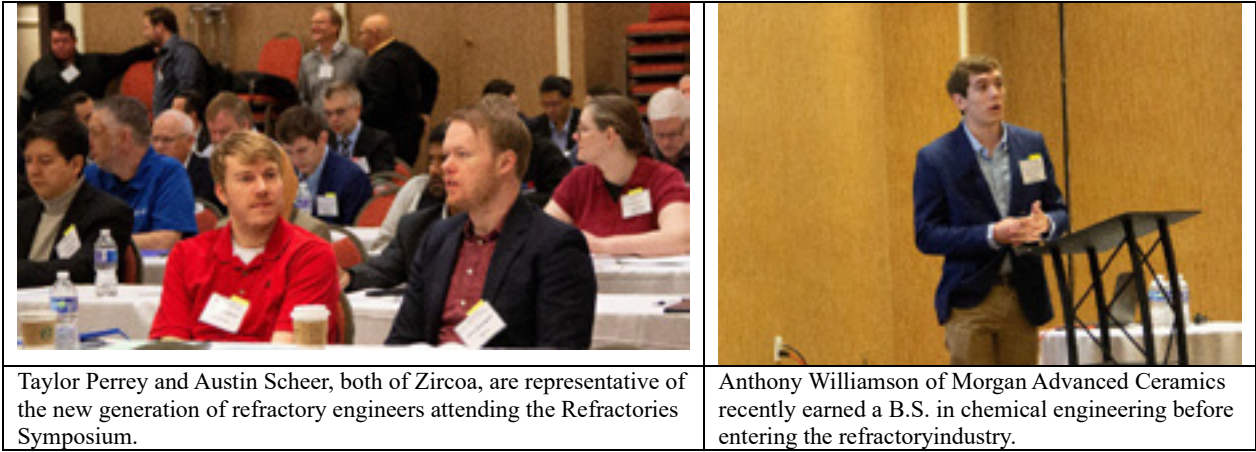 Taylor Perrey and Austin Scheer, both of Zircoa, are representative of
the new generation of refractory engineers attending the Refractories
Symposium.
Anthony Williamson of Morgan Advanced Ceramics
recently earned a B.S. in chemical engineering before
entering the refractoryindustry.